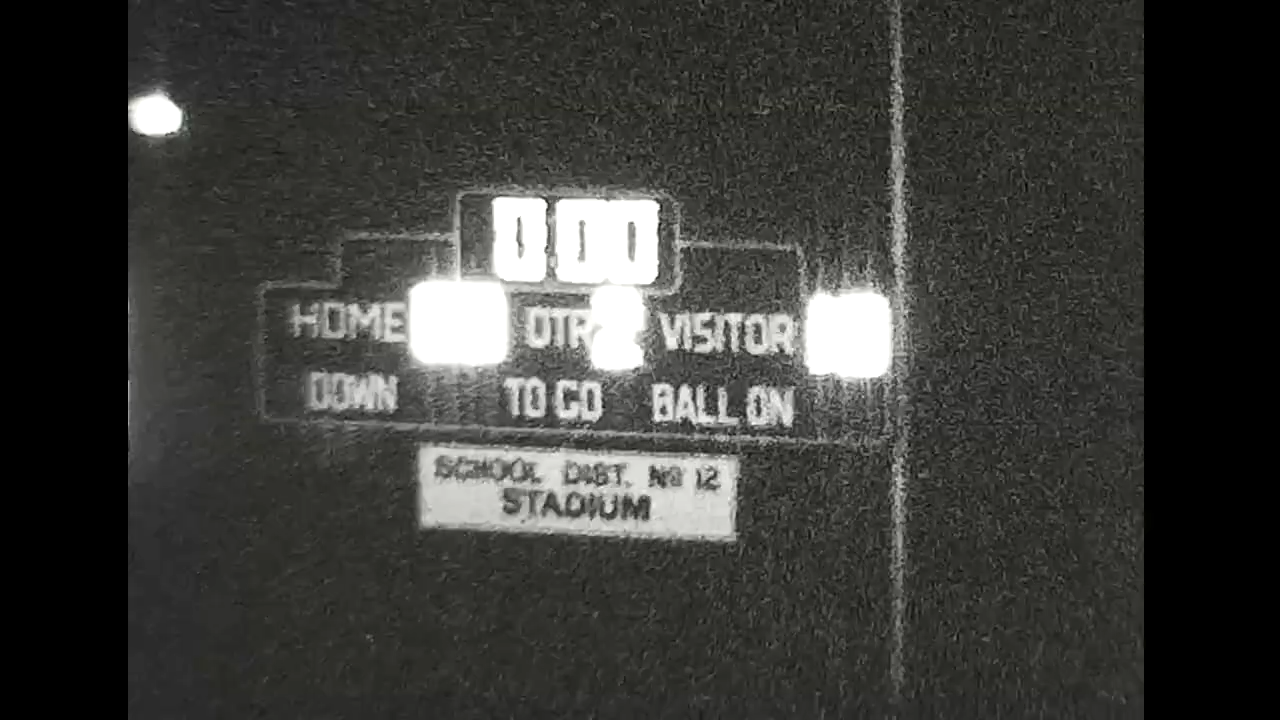 0:00
HOME QTR VISITOR
DOWN TO GO BALL ON
SCHOOL DIST. Nº 12
STADIUM